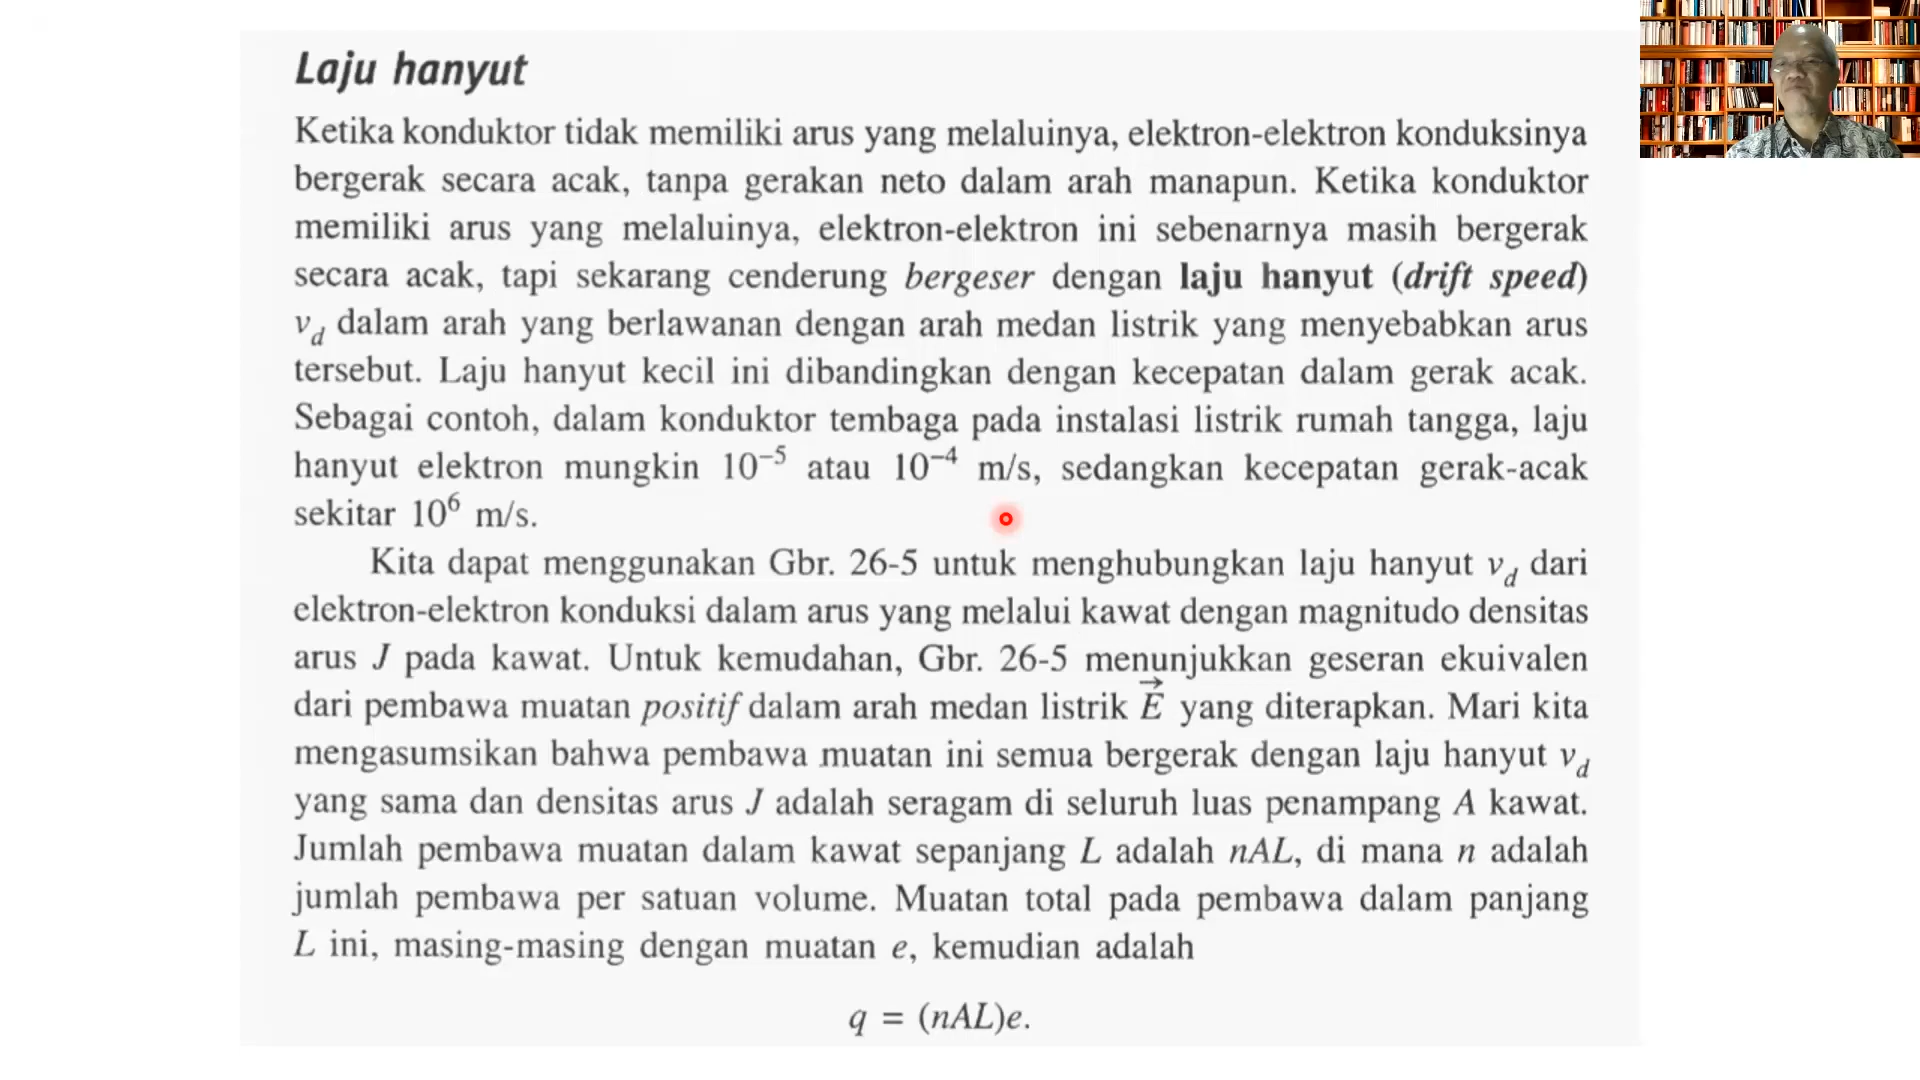 Laju hanyut
Ketika konduktor tidak memiliki arus yang melaluinya, elektron-elektron konduksinya
bergerak secara acak, tanpa gerakan neto dalam arah manapun. Ketika konduktor
memiliki arus yang melaluinya, elektron-elektron ini sebenarnya masih bergerak
secara acak, tapi sekarang cenderung bergeser dengan laju hanyut (drift speed)
v_d dalam arah yang berlawanan dengan arah medan listrik yang menyebabkan arus
tersebut. Laju hanyut kecil ini dibandingkan dengan kecepatan dalam gerak acak.
Sebagai contoh, dalam konduktor tembaga pada instalasi listrik rumah tangga, laju
hanyut elektron mungkin 10⁻⁵ atau 10⁻⁴ m/s, sedangkan kecepatan gerak-acak
sekitar 10⁶ m/s.
Kita dapat menggunakan Gbr. 26-5 untuk menghubungkan laju hanyut v_d dari
elektron-elektron konduksi dalam arus yang melalui kawat dengan magnitudo densitas
arus J pada kawat. Untuk kemudahan, Gbr. 26-5 menunjukkan geseran ekuivalen
dari pembawa muatan positif dalam arah medan listrik E⃗ yang diterapkan. Mari kita
mengasumsikan bahwa pembawa muatan ini semua bergerak dengan laju hanyut v_d
yang sama dan densitas arus J adalah seragam di seluruh luas penampang A kawat.
Jumlah pembawa muatan dalam kawat sepanjang L adalah nAL, di mana n adalah
jumlah pembawa per satuan volume. Muatan total pada pembawa dalam panjang
L ini, masing-masing dengan muatan e, kemudian adalah
q = (nAL)e.